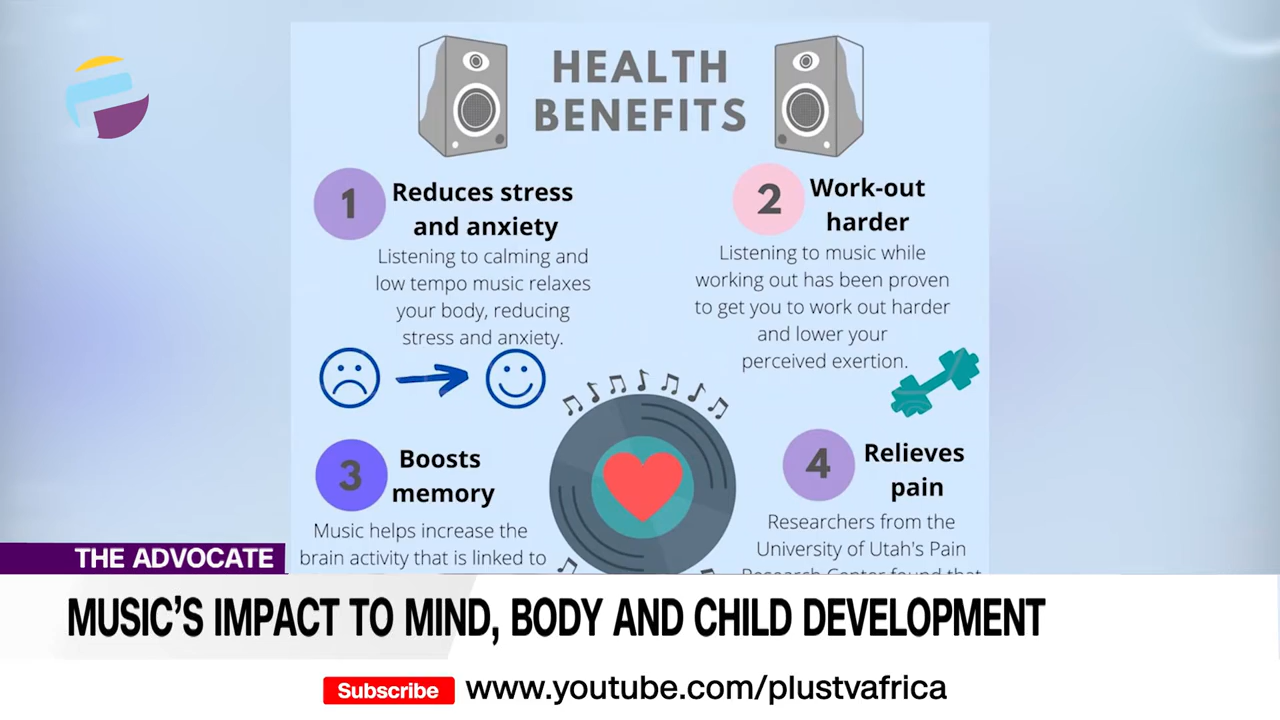 HEALTH
BENEFITS
1
Reduces stress
and anxiety
Listening to calming and
low tempo music relaxes
your body, reducing
stress and anxiety.
2
Work-out
harder
Listening to music while
working out has been proven
to get you to work out harder
and lower your
perceived exertion.
3
Boosts
memory
Music helps increase the
brain activity that is linked to
4
Relieves
pain
Researchers from the
University of Utah's Pain
Research Center found that
THE ADVOCATE
MUSIC'S IMPACT TO MIND, BODY AND CHILD DEVELOPMENT
Subscribe www.youtube.com/plustvafrica